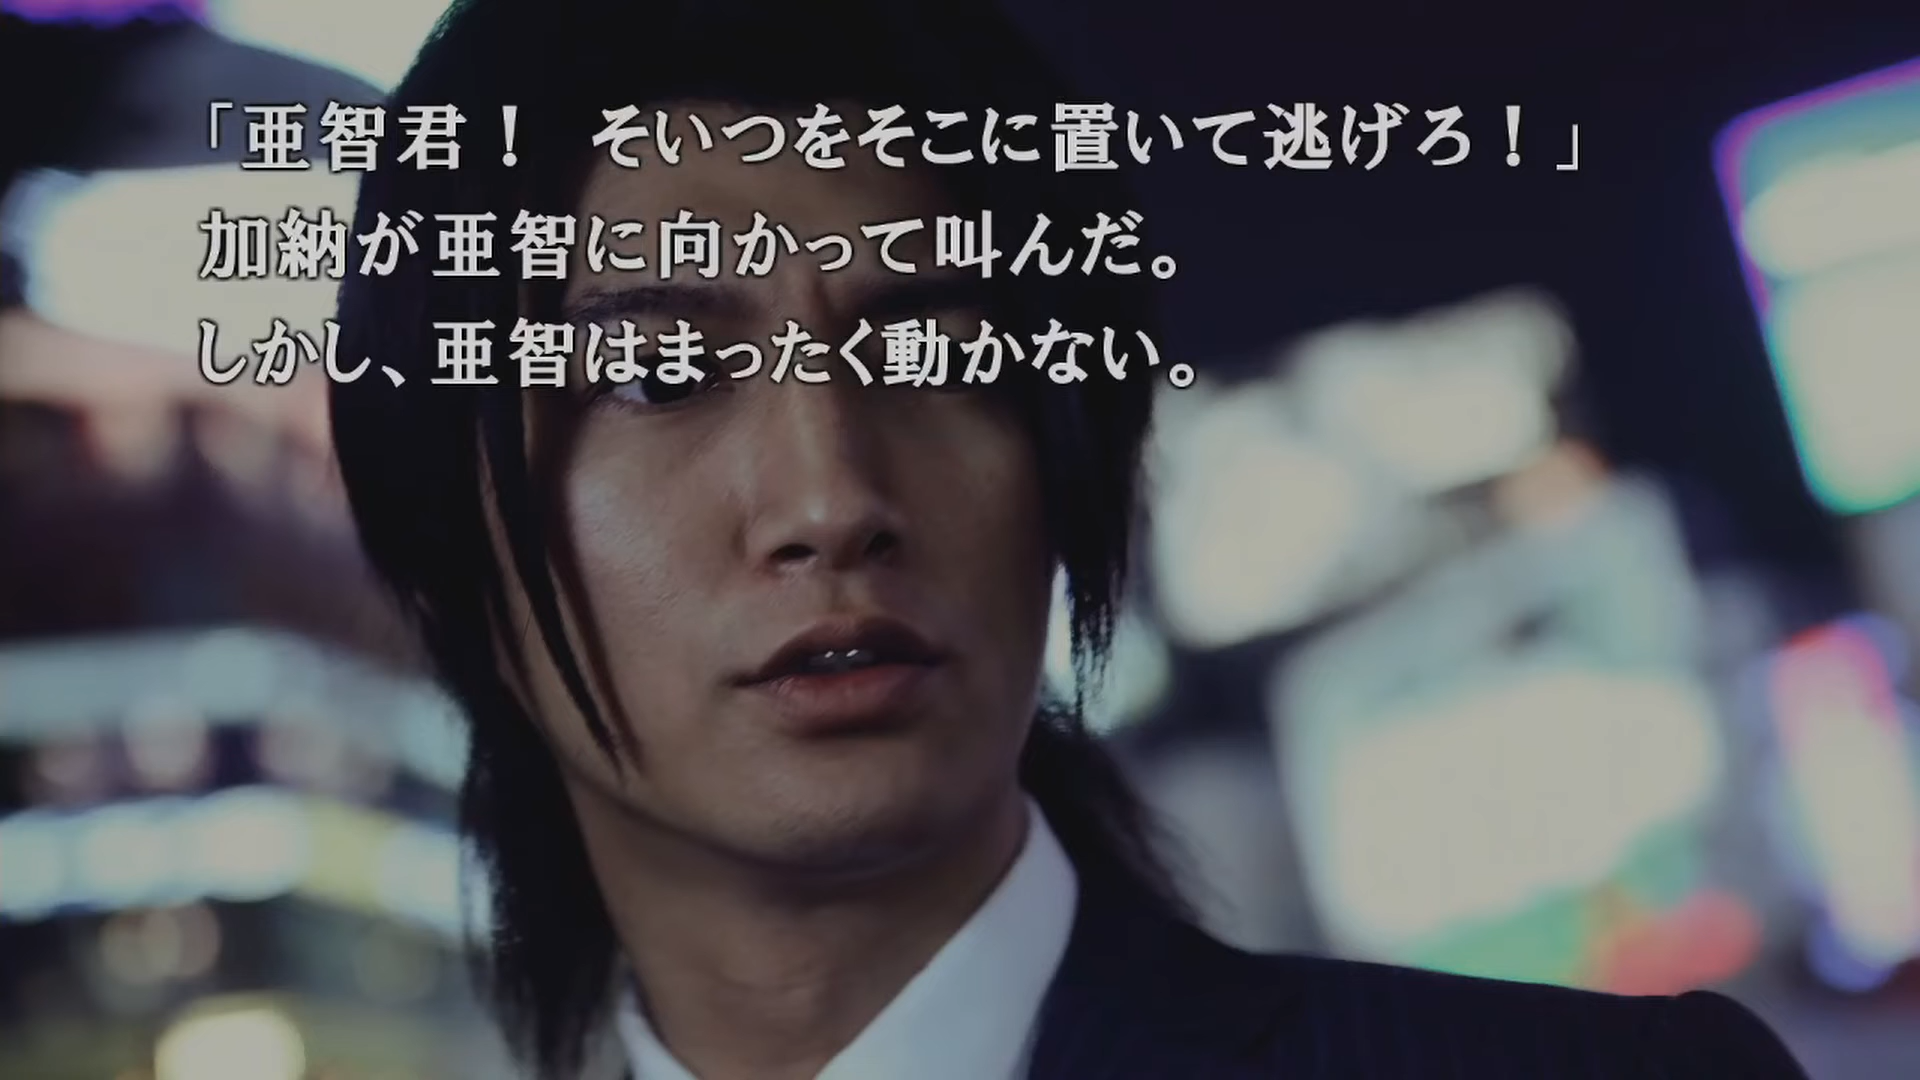 「亜智君！　そいつをそこに置いて逃げろ！」
加納が亜智に向かって叫んだ。
しかし、亜智はまったく動かない。